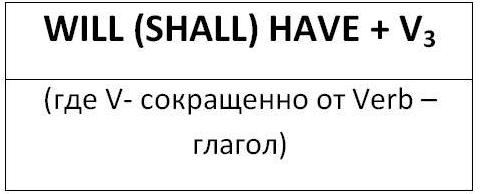 WILL (SHALL) HAVE + V₃
(где V- сокращенно от Verb –
глагол)